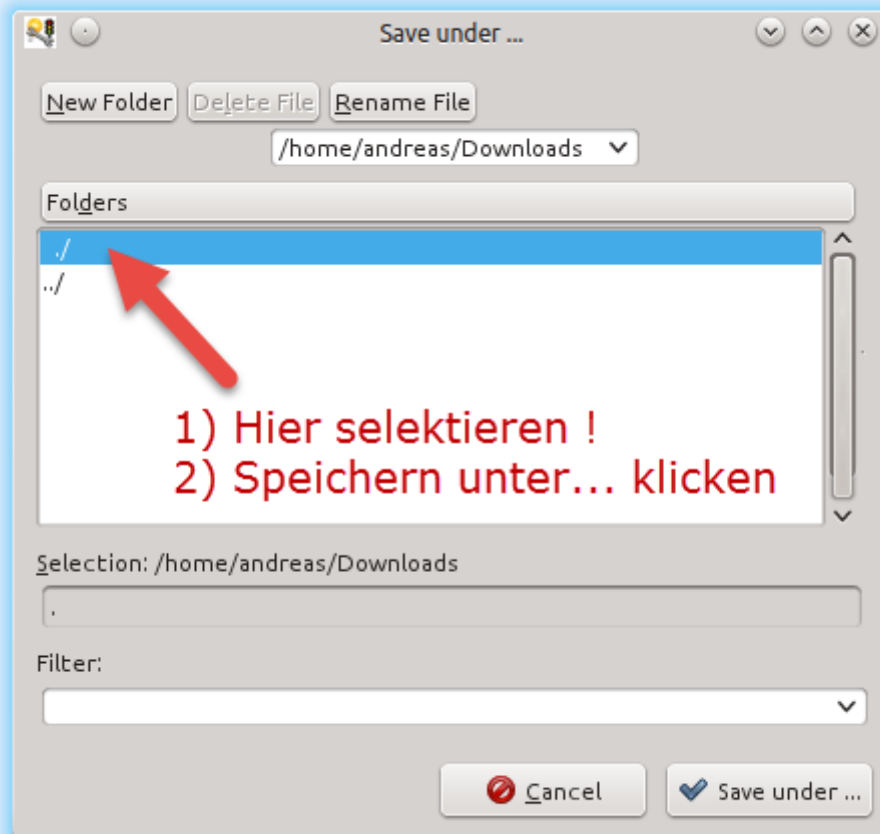 Save under ...
New Folder Delete File Rename File
/home/andreas/Downloads
Folders
./
../
1) Hier selektieren !
2) Speichern unter... klicken
Selection: /home/andreas/Downloads
.
Filter:
Cancel Save under ...